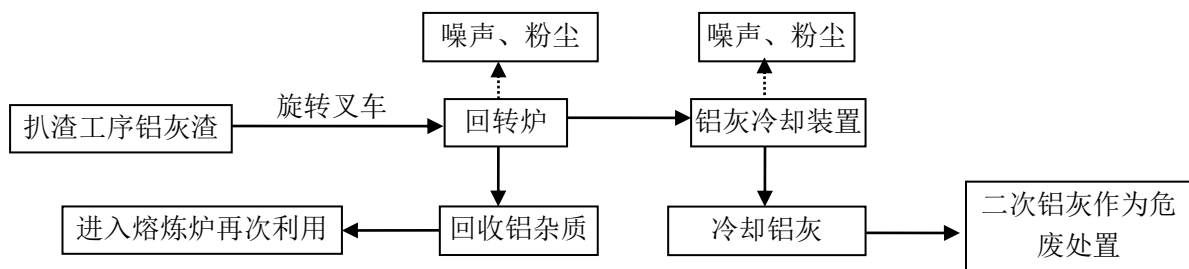 噪声、粉尘
噪声、粉尘
旋转叉车
扒渣工序铝灰渣
回转炉
铝灰冷却装置
进入熔炼炉再次利用
回收铝杂质
冷却铝灰
二次铝灰作为危
废处置